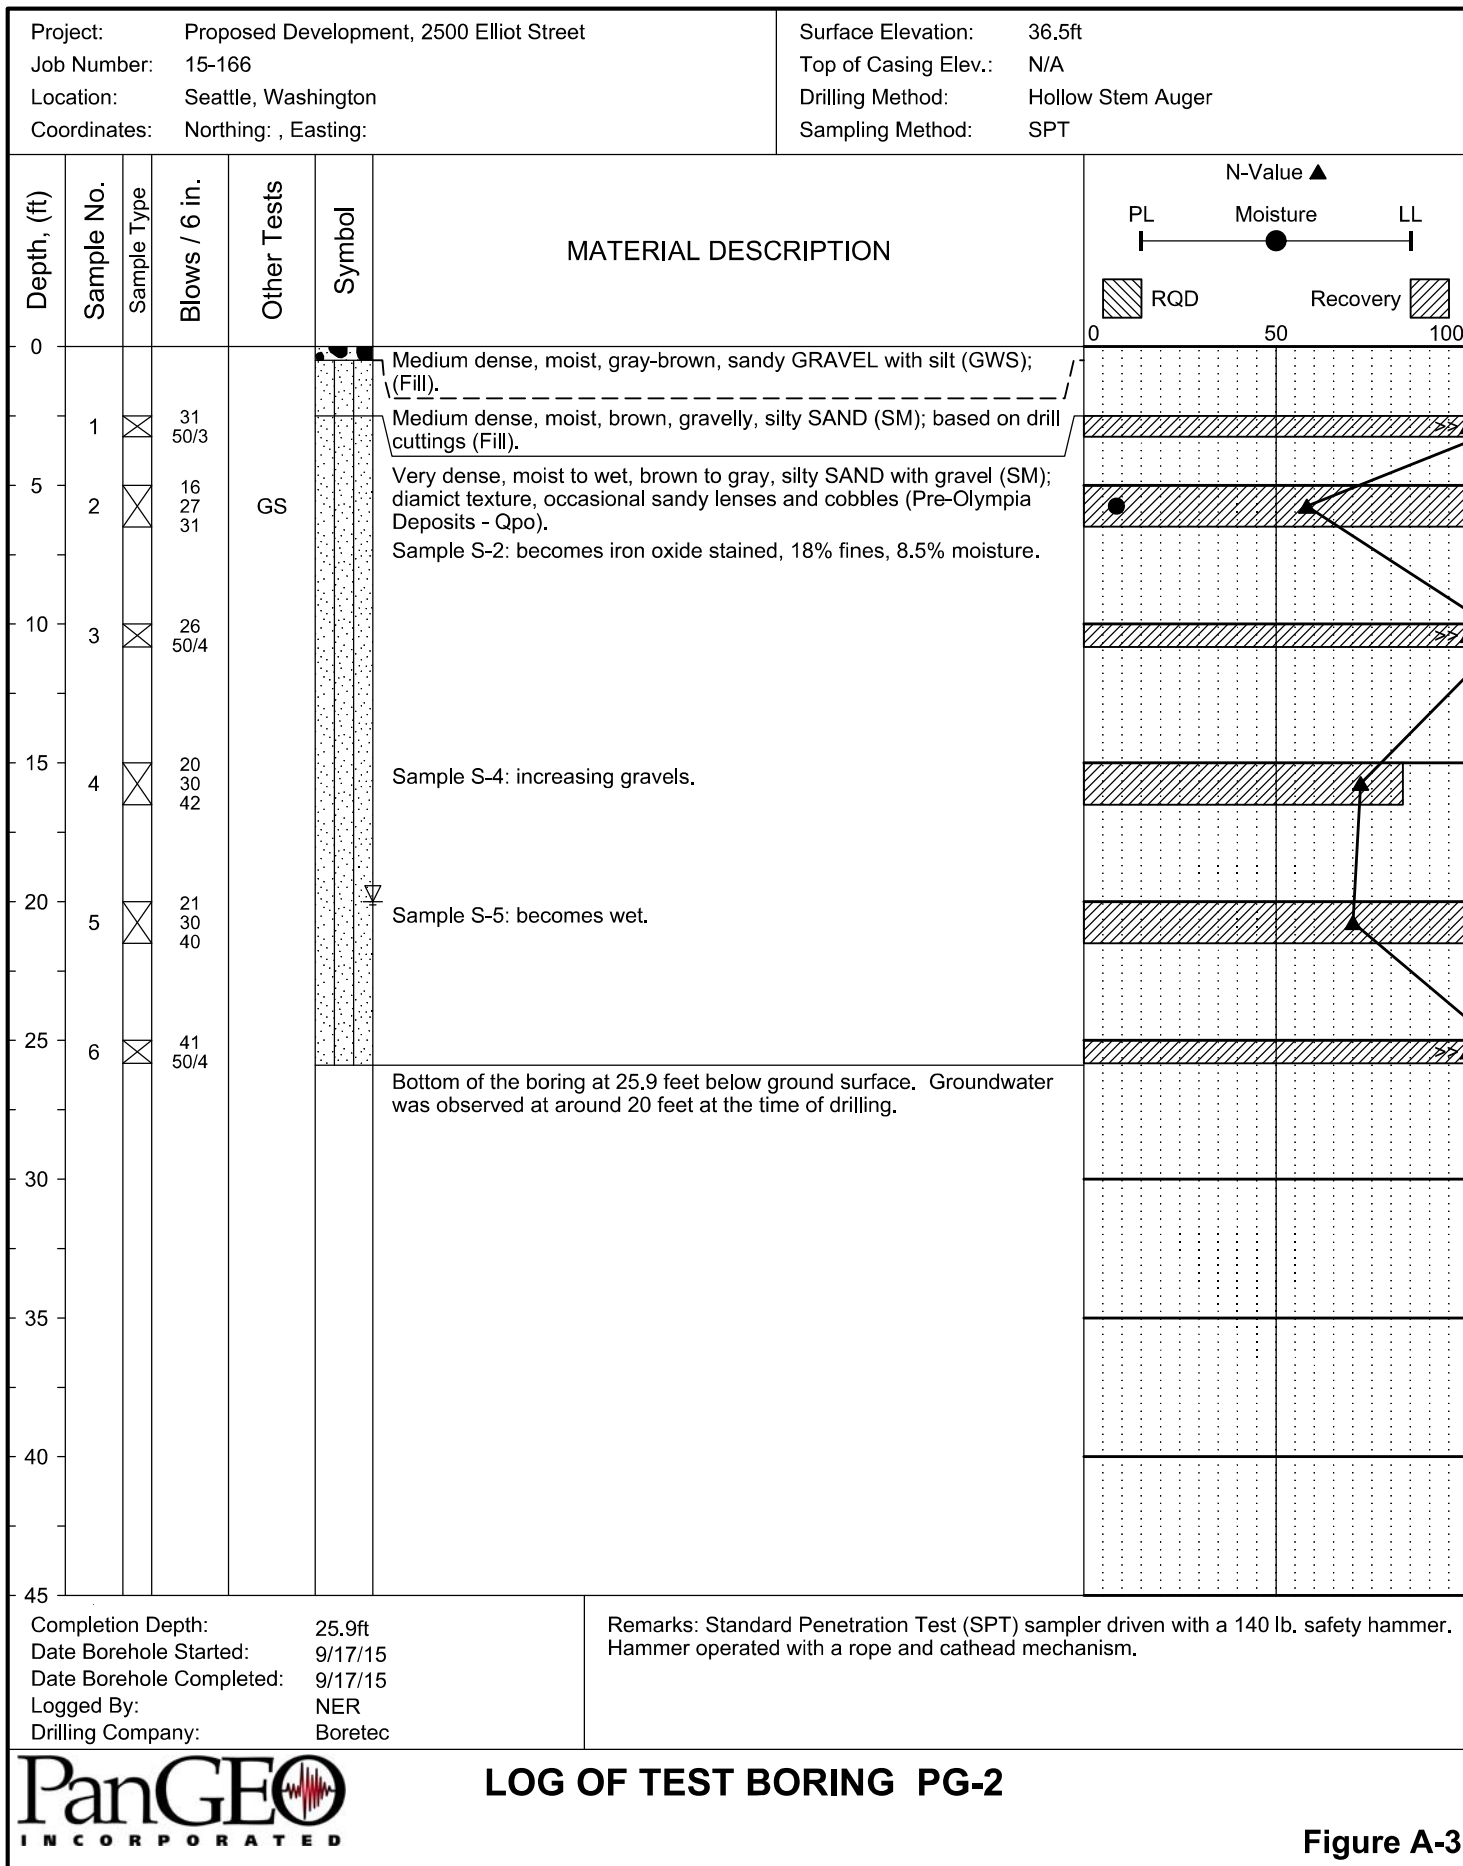 Project: Proposed Development, 2500 Elliot Street
Job Number: 15-166
Location: Seattle, Washington
Coordinates: Northing: , Easting:
Surface Elevation: 36.5ft
Top of Casing Elev.: N/A
Drilling Method: Hollow Stem Auger
Sampling Method: SPT
Depth, (ft)
Sample No.
Sample Type
Blows / 6 in.
Other Tests
Symbol
MATERIAL DESCRIPTION
N-Value ▲
PL Moisture LL
RQD Recovery
0 50 100
0
Medium dense, moist, gray-brown, sandy GRAVEL with silt (GWS);
(Fill).
1
31
50/3
Medium dense, moist, brown, gravelly, silty SAND (SM); based on drill
cuttings (Fill).
>>
5
2
16
27
31
GS
Very dense, moist to wet, brown to gray, silty SAND with gravel (SM);
diamict texture, occasional sandy lenses and cobbles (Pre-Olympia
Deposits - Qpo).
Sample S-2: becomes iron oxide stained, 18% fines, 8.5% moisture.
10
3
26
50/4
>>
15
4
20
30
42
Sample S-4: increasing gravels.
20
5
21
30
40
Sample S-5: becomes wet.
25
6
41
50/4
>>
Bottom of the boring at 25.9 feet below ground surface. Groundwater
was observed at around 20 feet at the time of drilling.
30
35
40
45
Completion Depth: 25.9ft
Date Borehole Started: 9/17/15
Date Borehole Completed: 9/17/15
Logged By: NER
Drilling Company: Boretec
Remarks: Standard Penetration Test (SPT) sampler driven with a 140 lb. safety hammer.
Hammer operated with a rope and cathead mechanism.
PanGEO
INCORPORATED
LOG OF TEST BORING PG-2
Figure A-3